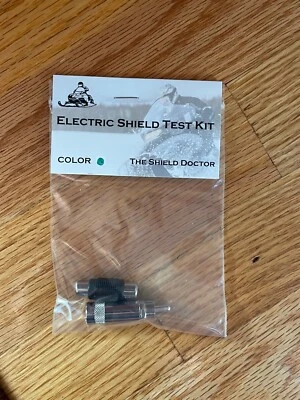 Electric Shield Test Kit
COLOR
The Shield Doctor